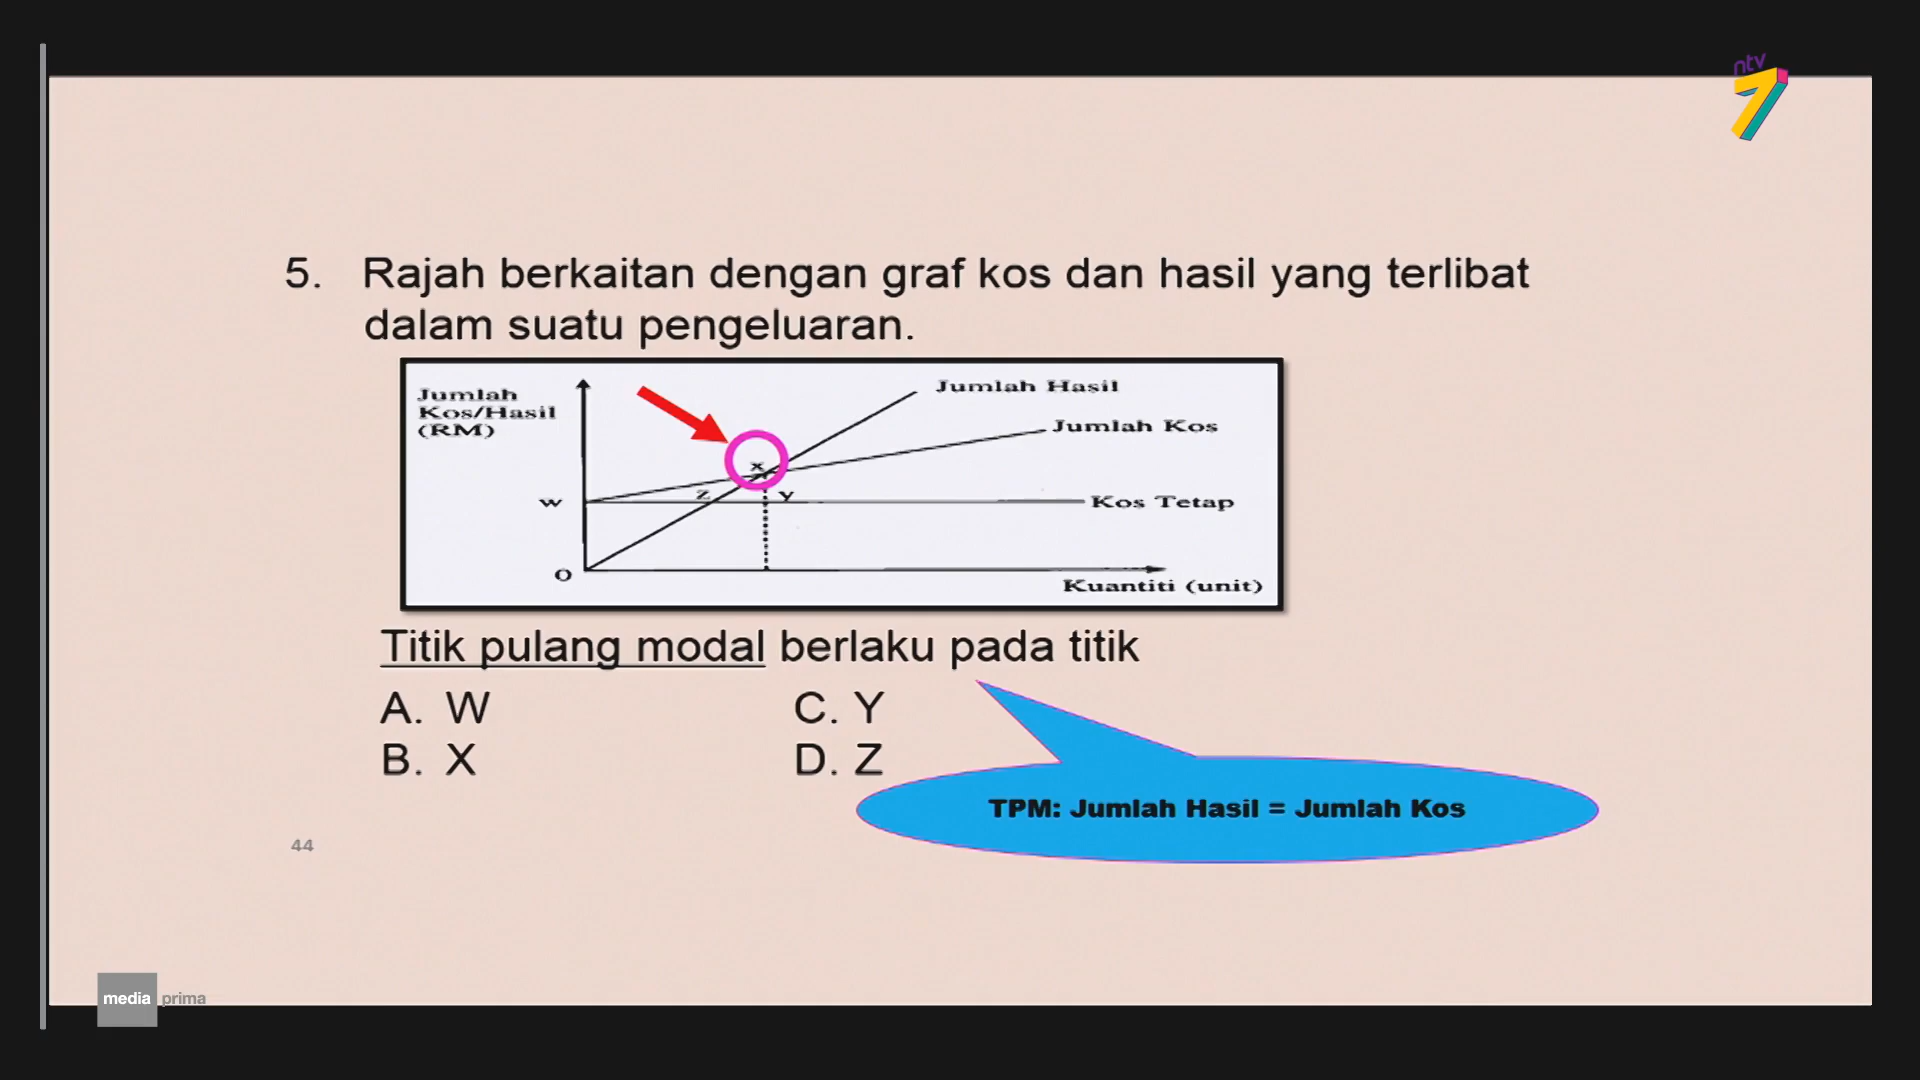 ntv
7
5. Rajah berkaitan dengan graf kos dan hasil yang terlibat
dalam suatu pengeluaran.
Jumlah
Kos/Hasil
(RM)
Jumlah Hasil
Jumlah Kos
x
z
y
w
Kos Tetap
O
Kuantiti (unit)
Titik pulang modal berlaku pada titik
A. W
C. Y
B. X
D. Z
TPM: Jumlah Hasil = Jumlah Kos
44
media prima